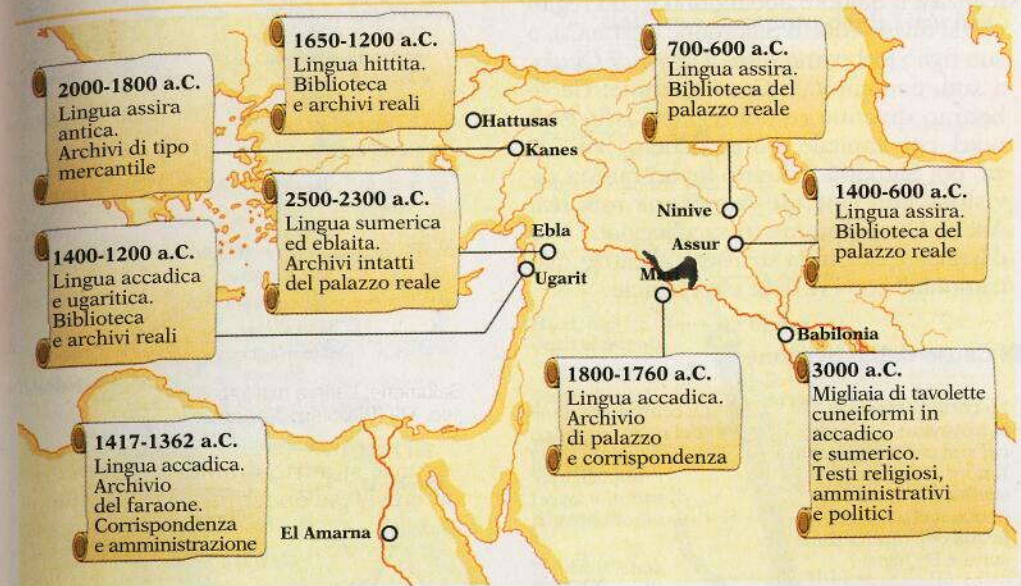 1650-1200 a.C.
Lingua hittita.
Biblioteca
e archivi reali
700-600 a.C.
Lingua assira.
Biblioteca del
palazzo reale
2000-1800 a.C.
Lingua assira
antica.
Archivi di tipo
mercantile
Hattusas
Kanes
2500-2300 a.C.
Lingua sumerica
ed eblaita.
Archivi intatti
del palazzo reale
1400-600 a.C.
Lingua assira.
Biblioteca del
palazzo reale
Ninive
Assur
Ebla
Ugarit
1400-1200 a.C.
Lingua accadica
e ugaritica.
Biblioteca
e archivi reali
Babilonia
1800-1760 a.C.
Lingua accadica.
Archivio
di palazzo
e corrispondenza
3000 a.C.
Migliaia di tavolette
cuneiformi in
accadico
e sumerico.
Testi religiosi,
amministrativi
e politici
1417-1362 a.C.
Lingua accadica.
Archivio
del faraone.
Corrispondenza
e amministrazione
El Amarna